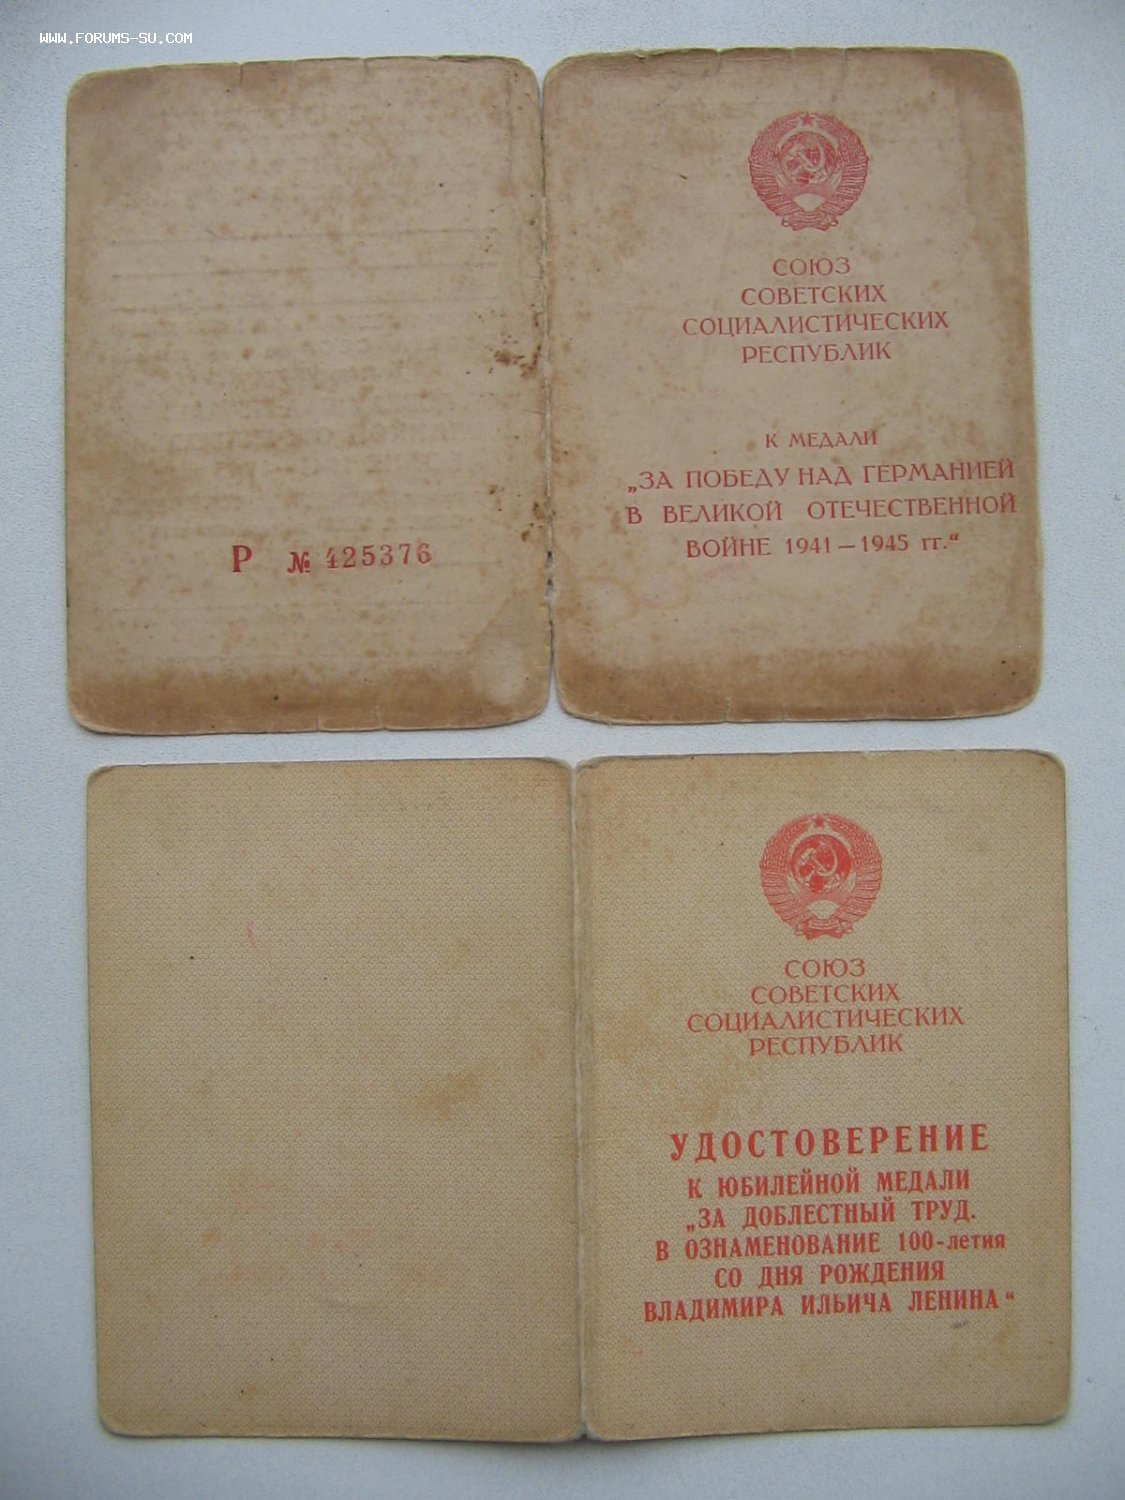 WWW.FORUMS-SU.COM
Р № 425376
СОЮЗ
СОВЕТСКИХ
СОЦИАЛИСТИЧЕСКИХ
РЕСПУБЛИК
К МЕДАЛИ
„ЗА ПОБЕДУ НАД ГЕРМАНИЕЙ
В ВЕЛИКОЙ ОТЕЧЕСТВЕННОЙ
ВОЙНЕ 1941—1945 гг.“
СОЮЗ
СОВЕТСКИХ
СОЦИАЛИСТИЧЕСКИХ
РЕСПУБЛИК
УДОСТОВЕРЕНИЕ
К ЮБИЛЕЙНОЙ МЕДАЛИ
„ЗА ДОБЛЕСТНЫЙ ТРУД.
В ОЗНАМЕНОВАНИЕ 100-летия
СО ДНЯ РОЖДЕНИЯ
ВЛАДИМИРА ИЛЬИЧА ЛЕНИНА“